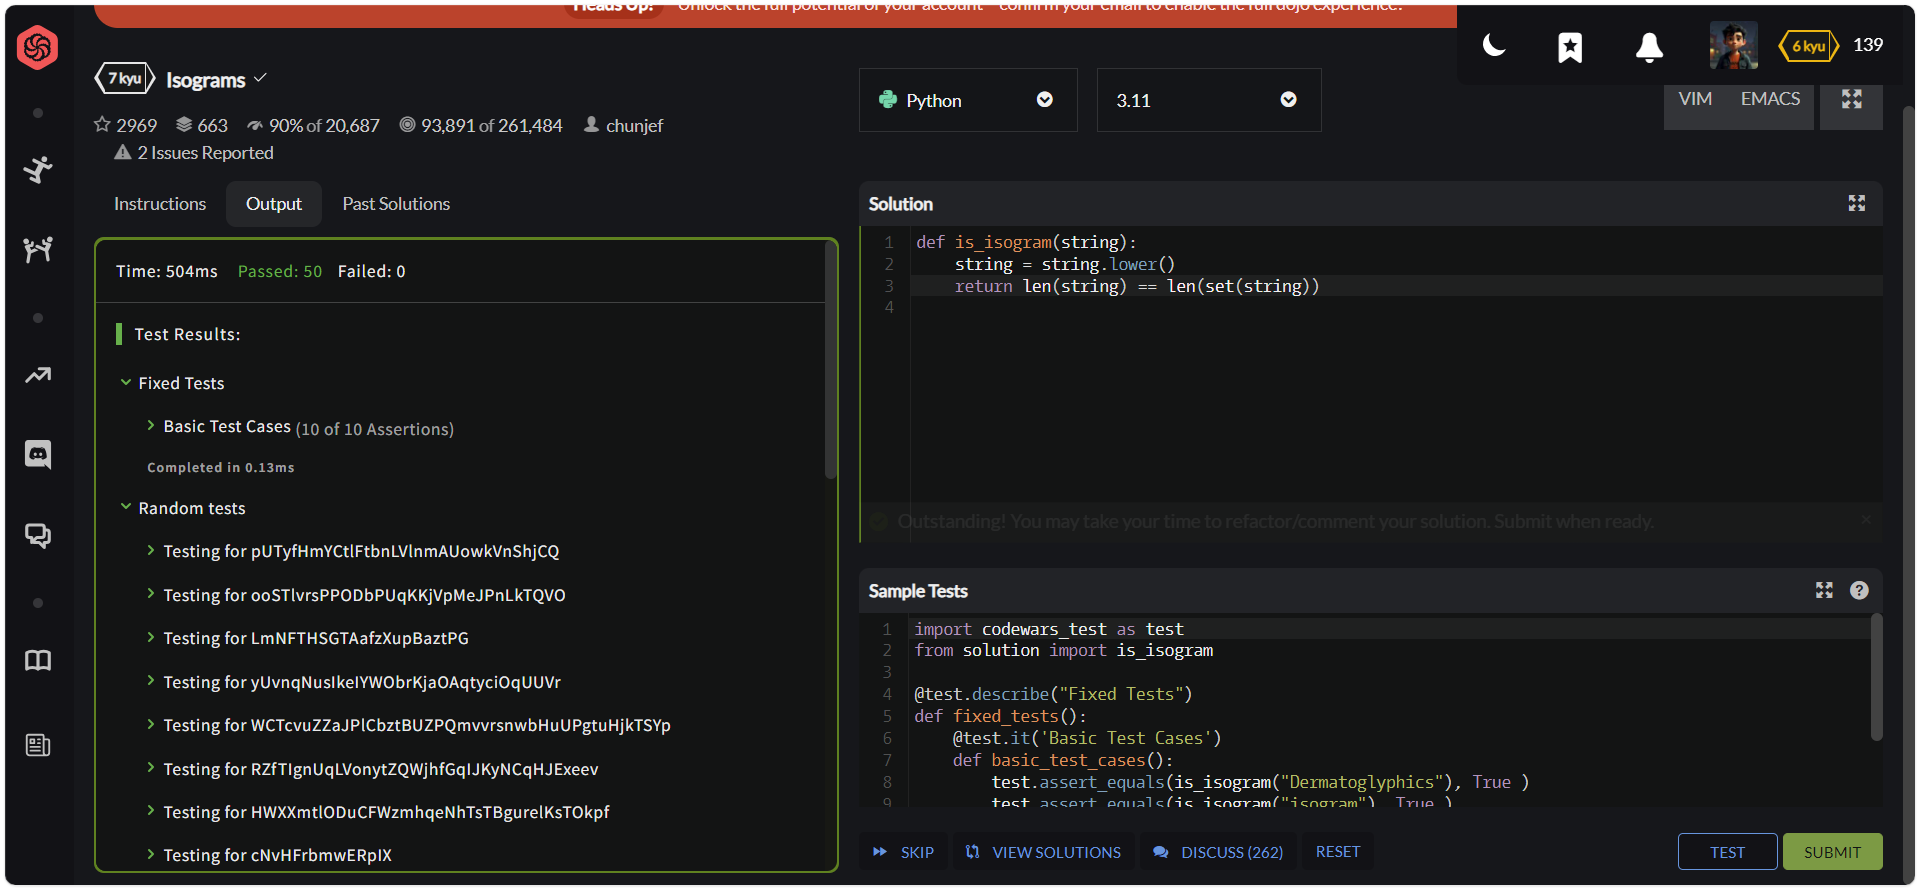 Heads Up! Unlock the full potential of your account - confirm your email to enable the full dojo experience.
6 kyu 139
7 kyu Isograms
2969 663 90% of 20,687 93,891 of 261,484 chunjef
2 Issues Reported
Python 3.11
VIM EMACS
Instructions Output Past Solutions
Time: 504ms Passed: 50 Failed: 0
Test Results:
Fixed Tests
Basic Test Cases (10 of 10 Assertions)
Completed in 0.13ms
Random tests
Testing for pUTyfHmYCtlFtbnLVlnmAUowkVnShjCQ
Testing for ooSTlvrsPPODbPUqKKjVpMeJPnLkTQVO
Testing for LmNFTHSGTAafzXupBaztPG
Testing for yUvnqNusIkeIYWObrKjaOAqtyciOqUUVr
Testing for WCTcvuZZaJPlCbztBUZPQmvvrsnwbHuUPgtuHjkTSYp
Testing for RZfTIgnUqLVonytZQWjhfGqIJKyNCqHJExeev
Testing for HWXXmtlODuCFWzmhqeNhTsTBgurelKsTOkpf
Testing for cNvHFrbmwERpIX
Solution
1 def is_isogram(string):
2 string = string.lower()
3 return len(string) == len(set(string))
4
Outstanding! You may take your time to refactor/comment your solution. Submit when ready.
Sample Tests
1 import codewars_test as test
2 from solution import is_isogram
3
4 @test.describe("Fixed Tests")
5 def fixed_tests():
6 @test.it('Basic Test Cases')
7 def basic_test_cases():
8 test.assert_equals(is_isogram("Dermatoglyphics"), True )
9 test.assert_equals(is_isogram("isogram"), True )
SKIP VIEW SOLUTIONS DISCUSS (262) RESET TEST SUBMIT